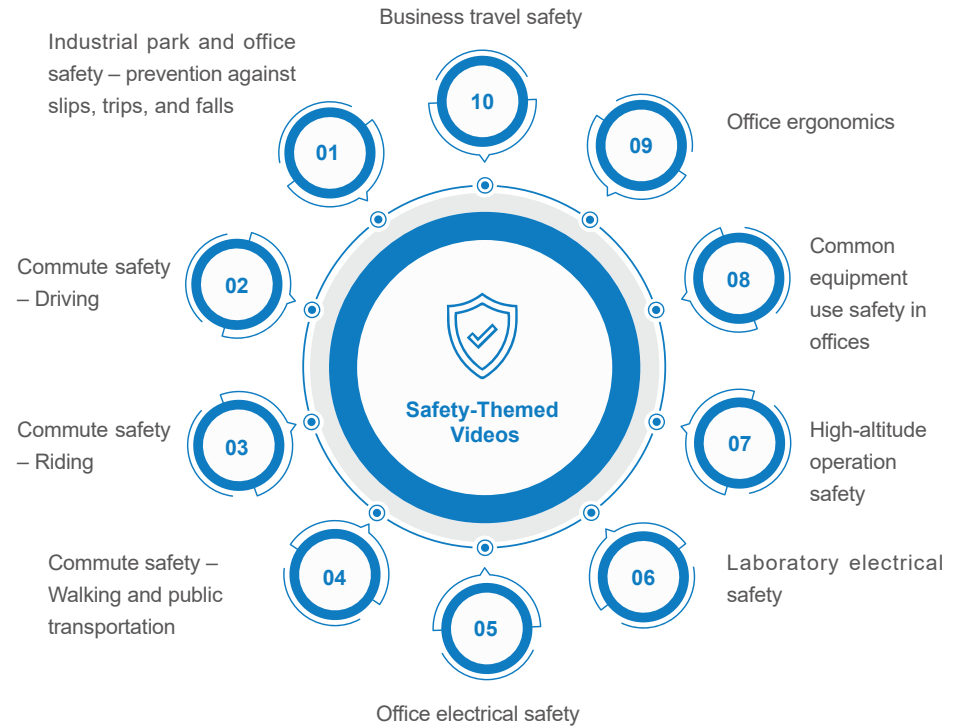 Business travel safety
10
Industrial park and office
safety – prevention against
slips, trips, and falls
01
09
Office ergonomics
Commute safety
– Driving
02
08
Common
equipment
use safety in
offices
Safety-Themed
Videos
Commute safety
– Riding
03
07
High-altitude
operation
safety
Commute safety –
Walking and public
transportation
04
06
Laboratory electrical
safety
05
Office electrical safety